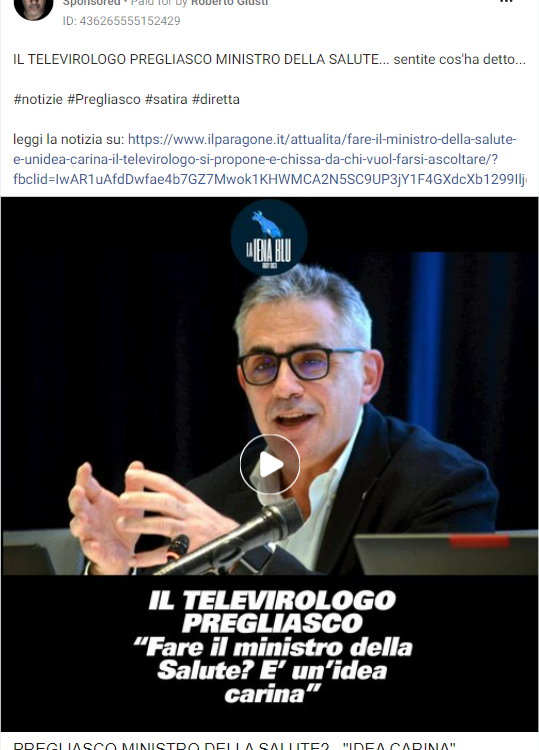 Sponsored • Paid for by Roberto Giusti
ID: 436265555152429
IL TELEVIROLOGO PREGLIASCO MINISTRO DELLA SALUTE... sentite cos'ha detto...
#notizie #Pregliasco #satira #diretta
leggi la notizia su: https://www.ilparagone.it/attualita/fare-il-ministro-della-salute-
e-unidea-carina-il-televirologo-si-propone-e-chissa-da-chi-vuol-farsi-ascoltare/?
fbclid=IwAR1uAfdDwfae4b7GZ7Mwok1KHWMCA2N5SC9UP3jY1F4GXdcXb1299Ilj
LA IENA BLU
IL TELEVIROLOGO
PREGLIASCO
“Fare il ministro della
Salute? E’ un’idea
carina”
PREGLIASCO MINISTRO DELLA SALUTE? "IDEA CARINA"